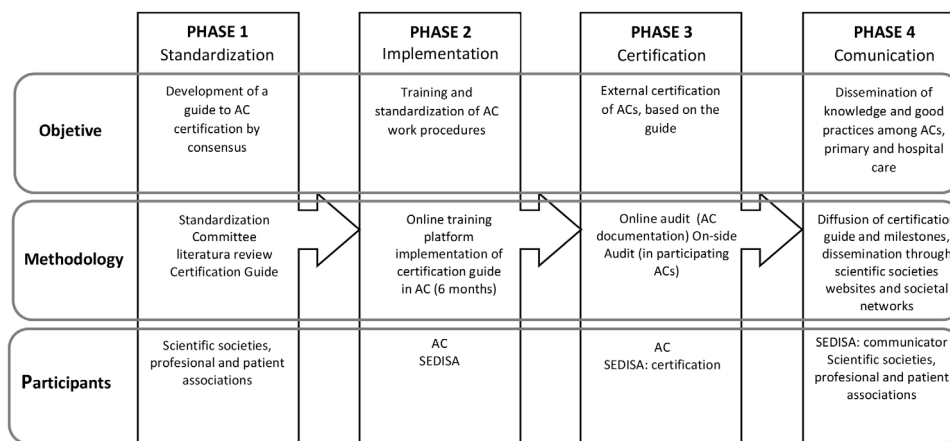 PHASE 1
Standardization
PHASE 2
Implementation
PHASE 3
Certification
PHASE 4
Comunication
Objetive
Development of a
guide to AC
certification by
consensus
Training and
standardization of AC
work procedures
External certification
of ACs, based on the
guide
Dissemination of
knowledge and good
practices among ACs,
primary and hospital
care
Methodology
Standardization
Committee
literatura review
Certification Guide
Online training
platform
implementation of
certification guide
in AC (6 months)
Online audit (AC
documentation) On-side
Audit (in participating
ACs)
Diffusion of certification
guide and milestones,
dissemination through
scientific societies
websites and societal
networks
Participants
Scientific societies,
profesional and patient
associations
AC
SEDISA
AC
SEDISA: certification
SEDISA: communicator
Scientific societies,
profesional and patient
associations